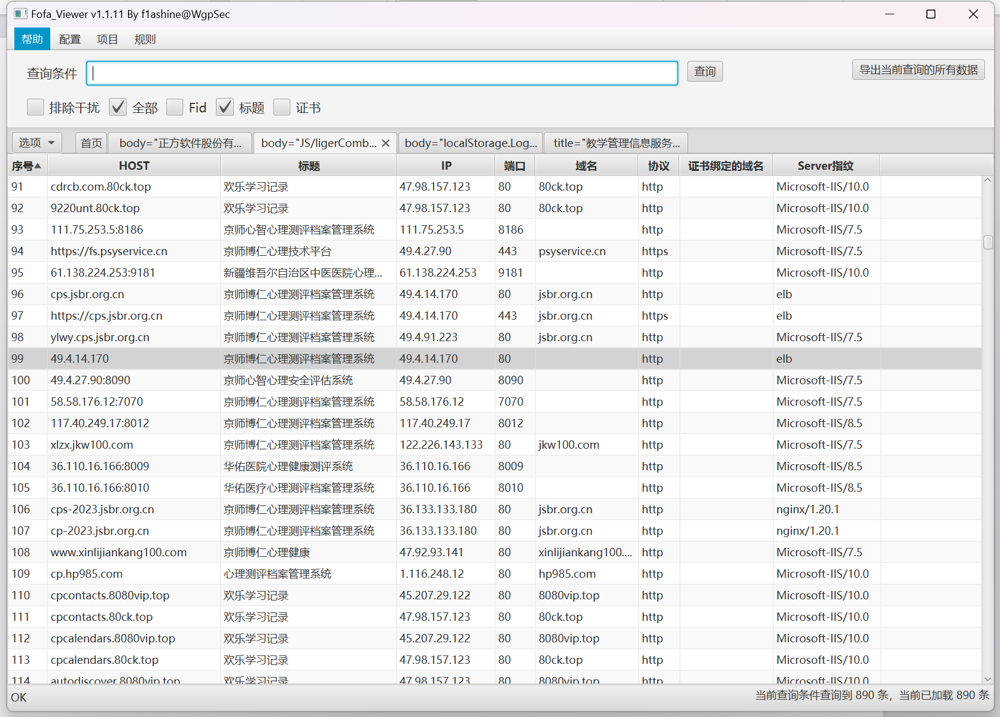 Fofa_Viewer v1.1.11 By f1ashine@WgpSec
帮助 配置 项目 规则
查询条件 查询 导出当前查询的所有数据
排除干扰 全部 Fid 标题 证书
选项 首页 body="正方软件股份有... body="JS/ligerComb... body="localStorage.Log... title="教学管理信息服务...
序号 HOST 标题 IP 端口 域名 协议 证书绑定的域名 Server指纹
91 cdrcb.com.80ck.top 欢乐学习记录 47.98.157.123 80 80ck.top http Microsoft-IIS/10.0
92 9220unt.80ck.top 欢乐学习记录 47.98.157.123 80 80ck.top http Microsoft-IIS/10.0
93 111.75.253.5:8186 京师心智心理测评档案管理系统 111.75.253.5 8186 http Microsoft-IIS/7.5
94 https://fs.psyservice.cn 京师博仁心理技术平台 49.4.27.90 443 psyservice.cn https Microsoft-IIS/7.5
95 61.138.224.253:9181 新疆维吾尔自治区中医医院心理... 61.138.224.253 9181 http Microsoft-IIS/10.0
96 cps.jsbr.org.cn 京师博仁心理测评档案管理系统 49.4.14.170 80 jsbr.org.cn http elb
97 https://cps.jsbr.org.cn 京师博仁心理测评档案管理系统 49.4.14.170 443 jsbr.org.cn https elb
98 ylwy.cps.jsbr.org.cn 京师博仁心理测评档案管理系统 49.4.91.223 80 jsbr.org.cn http Microsoft-IIS/7.5
99 49.4.14.170 京师博仁心理测评档案管理系统 49.4.14.170 80 http elb
100 49.4.27.90:8090 京师心智心理安全评估系统 49.4.27.90 8090 http Microsoft-IIS/7.5
101 58.58.176.12:7070 京师博仁心理测评档案管理系统 58.58.176.12 7070 http Microsoft-IIS/7.5
102 117.40.249.17:8012 京师博仁心理测评档案管理系统 117.40.249.17 8012 http Microsoft-IIS/8.5
103 xlzx.jkw100.com 京师博仁心理测评档案管理系统 122.226.143.133 80 jkw100.com http Microsoft-IIS/7.5
104 36.110.16.166:8009 华佑医院心理健康测评系统 36.110.16.166 8009 http Microsoft-IIS/8.5
105 36.110.16.166:8010 华佑医疗心理测评档案管理系统 36.110.16.166 8010 http Microsoft-IIS/8.5
106 cps-2023.jsbr.org.cn 京师博仁心理测评档案管理系统 36.133.133.180 80 jsbr.org.cn http nginx/1.20.1
107 cp-2023.jsbr.org.cn 京师博仁心理测评档案管理系统 36.133.133.180 80 jsbr.org.cn http nginx/1.20.1
108 www.xinlijiankang100.com 京师博仁心理健康 47.92.93.141 80 xinlijiankang100.... http Microsoft-IIS/7.5
109 cp.hp985.com 心理测评档案管理系统 1.116.248.12 80 hp985.com http Microsoft-IIS/10.0
110 cpcontacts.8080vip.top 欢乐学习记录 45.207.29.122 80 8080vip.top http Microsoft-IIS/10.0
111 cpcontacts.80ck.top 欢乐学习记录 47.98.157.123 80 80ck.top http Microsoft-IIS/10.0
112 cpcalendars.8080vip.top 欢乐学习记录 45.207.29.122 80 8080vip.top http Microsoft-IIS/10.0
113 cpcalendars.80ck.top 欢乐学习记录 47.98.157.123 80 80ck.top http Microsoft-IIS/10.0
114 autodiscover.8080vip.top 欢乐学习记录 47.98.157.123 80 8080vip.top http Microsoft-IIS/10.0
OK 当前查询条件查询到 890 条，当前已加载 890 条